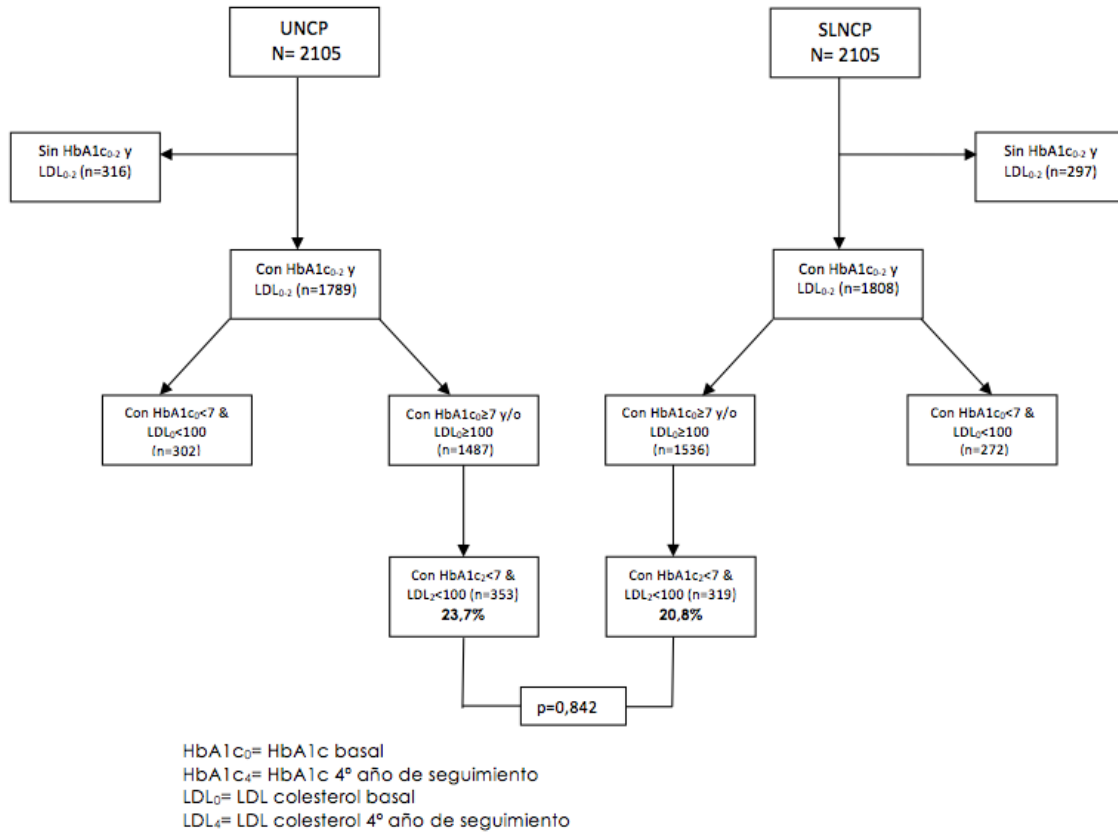 UNCP
N= 2105
SLNCP
N= 2105
Sin HbA1c₀₋₂ y
LDL₀₋₂ (n=316)
Sin HbA1c₀₋₂ y
LDL₀₋₂ (n=297)
Con HbA1c₀₋₂ y
LDL₀₋₂ (n=1789)
Con HbA1c₀₋₂ y
LDL₀₋₂ (n=1808)
Con HbA1c₀<7 &
LDL₀<100
(n=302)
Con HbA1c₀≥7 y/o
LDL₀≥100
(n=1487)
Con HbA1c₀≥7 y/o
LDL₀≥100
(n=1536)
Con HbA1c₀<7 &
LDL₀<100
(n=272)
Con HbA1c₂<7 &
LDL₂<100 (n=353)
23,7%
Con HbA1c₂<7 &
LDL₂<100 (n=319)
20,8%
p=0,842
HbA1c₀= HbA1c basal
HbA1c₄= HbA1c 4º año de seguimiento
LDL₀= LDL colesterol basal
LDL₄= LDL colesterol 4º año de seguimiento